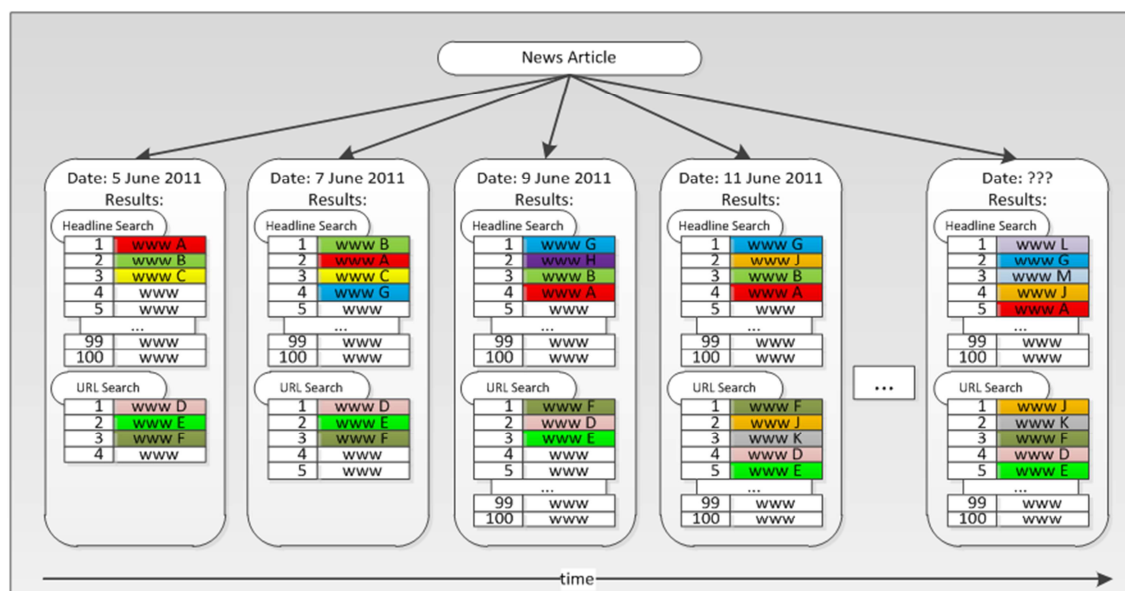 News Article
Date: 5 June 2011
Results:
Headline Search
1 www A
2 www B
3 www C
4 www
5 www
...
99 www
100 www
URL Search
1 www D
2 www E
3 www F
4 www
Date: 7 June 2011
Results:
Headline Search
1 www B
2 www A
3 www C
4 www G
5 www
...
99 www
100 www
URL Search
1 www D
2 www E
3 www F
4 www
5 www
Date: 9 June 2011
Results:
Headline Search
1 www G
2 www H
3 www B
4 www A
5 www
...
99 www
100 www
URL Search
1 www F
2 www D
3 www E
4 www
5 www
...
99 www
100 www
Date: 11 June 2011
Results:
Headline Search
1 www G
2 www J
3 www B
4 www A
5 www
...
99 www
100 www
URL Search
1 www F
2 www J
3 www K
4 www D
5 www E
...
99 www
100 www
...
Date: ???
Results:
Headline Search
1 www L
2 www G
3 www M
4 www J
5 www A
...
99 www
100 www
URL Search
1 www J
2 www K
3 www F
4 www D
5 www E
...
99 www
100 www
time